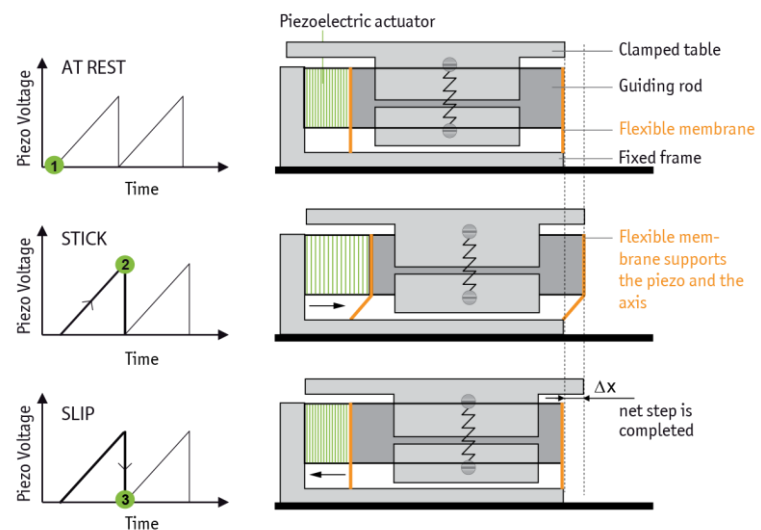 Piezoelectric actuator
AT REST
Piezo Voltage
1
Time
Clamped table
Guiding rod
Flexible membrane
Fixed frame
STICK
Piezo Voltage
2
Time
Flexible mem-
brane supports
the piezo and the
axis
SLIP
Piezo Voltage
3
Time
Δx
net step is
completed